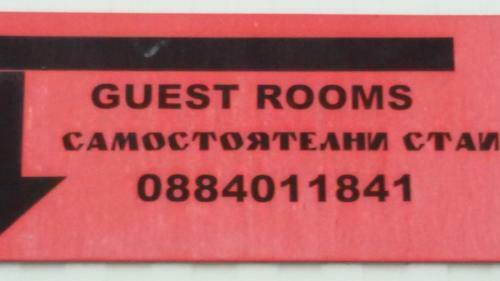 GUEST ROOMS
САМОСТОЯТЕЛНИ СТАИ
0884011841